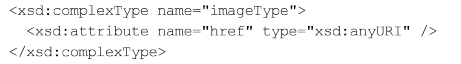 <xsd:complexType name="imageType">
  <xsd:attribute name="href" type="xsd:anyURI" />
</xsd:complexType>